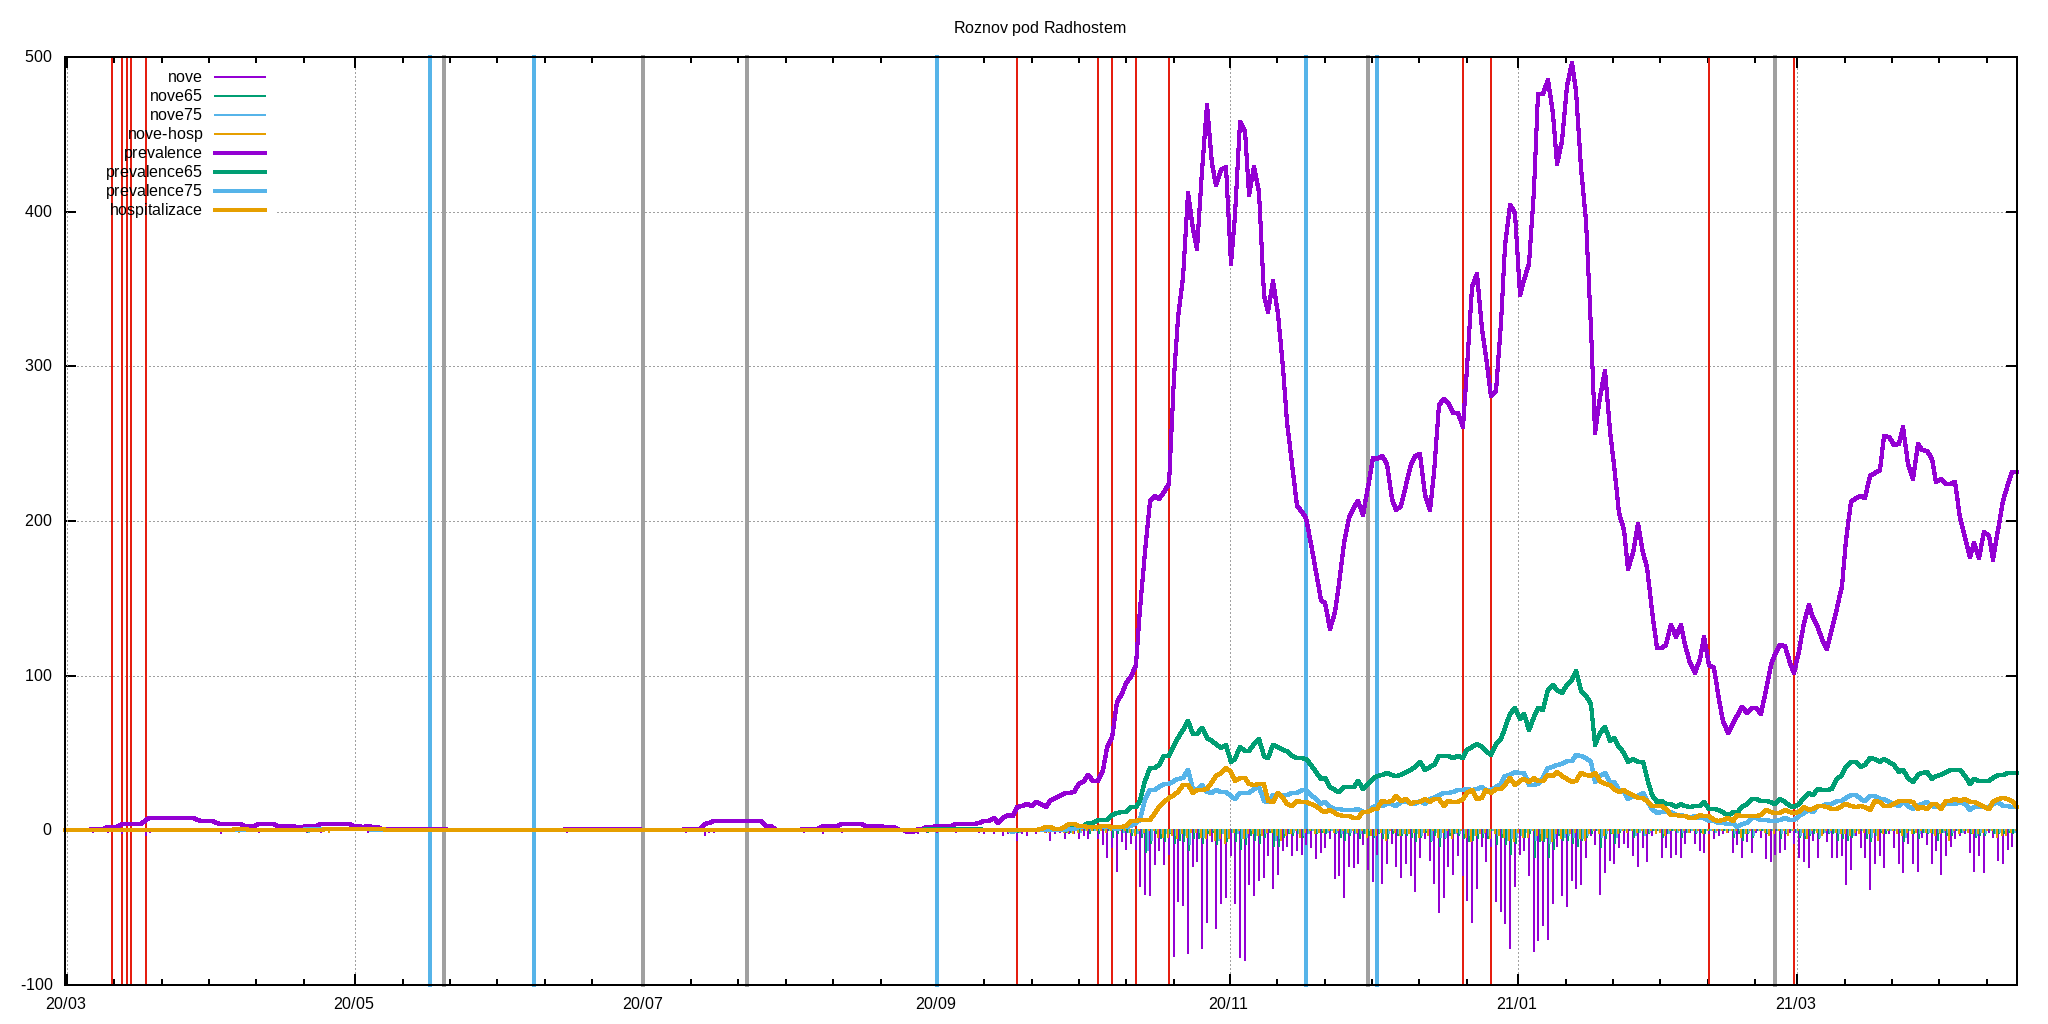 Roznov pod Radhostem
500
nove
nove65
nove75
nove-hosp
prevalence
prevalence65
prevalence75
hospitalizace
400
300
200
100
0
-100
20/03 20/05 20/07 20/09 20/11 21/01 21/03